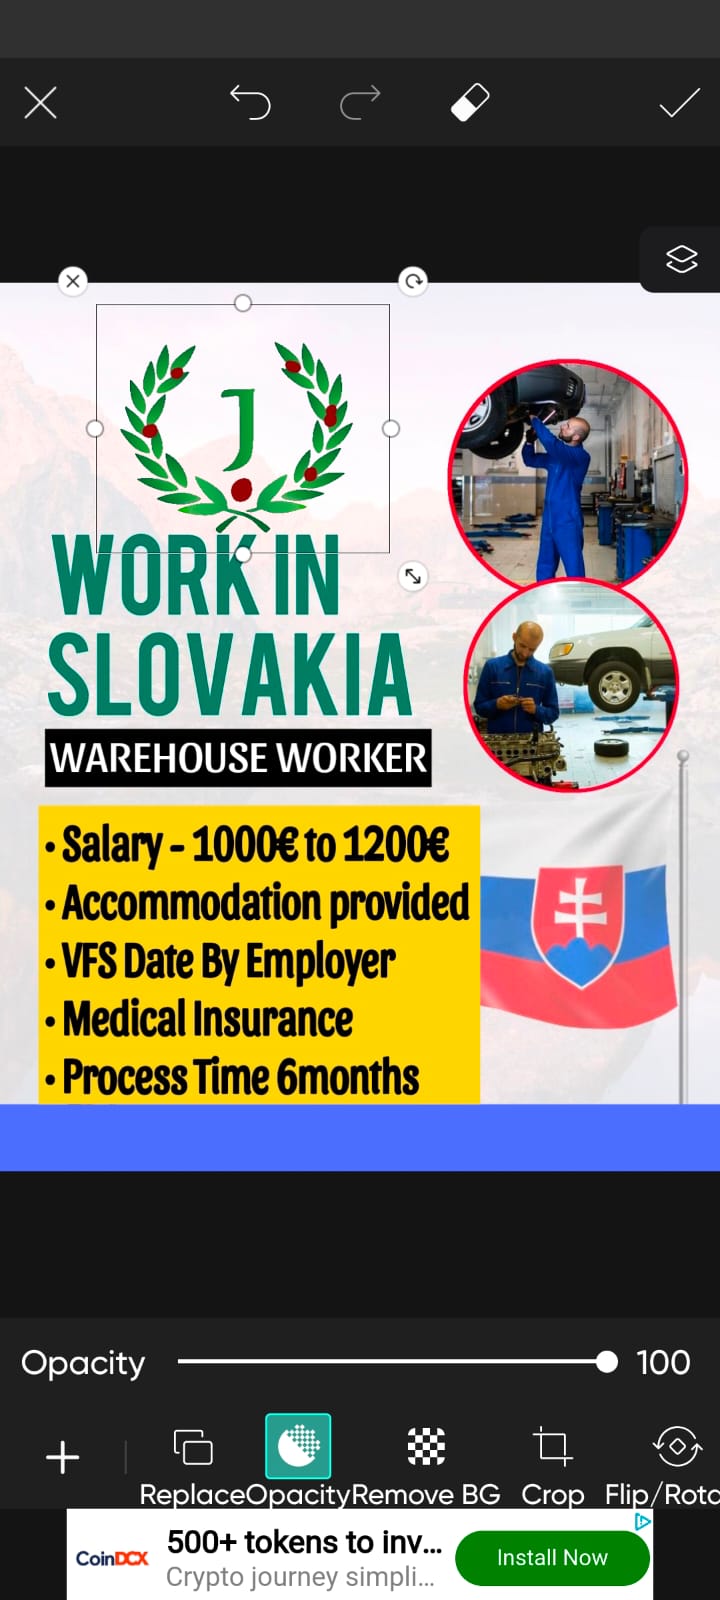 J
WORK IN
SLOVAKIA
WAREHOUSE WORKER
• Salary - 1000€ to 1200€
• Accommodation provided
• VFS Date By Employer
• Medical Insurance
• Process Time 6months
Opacity 100
Replace Opacity Remove BG Crop Flip/Rota
CoinDCX
500+ tokens to inv...
Crypto journey simpli...
Install Now